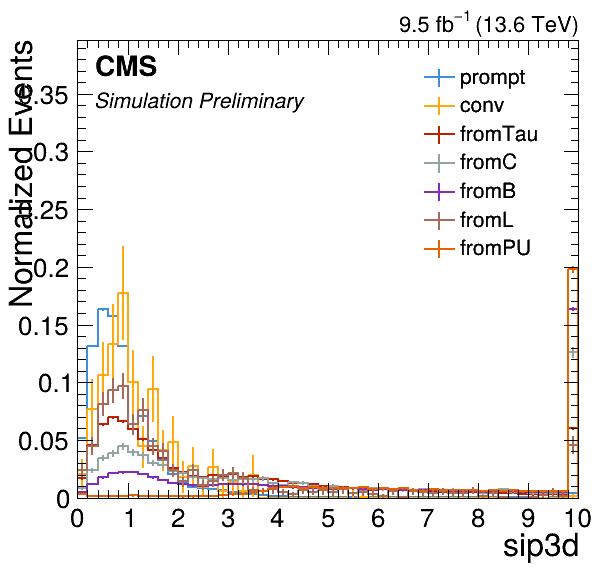 9.5 fb⁻¹ (13.6 TeV)
CMS
Simulation Preliminary
prompt
conv
fromTau
fromC
fromB
fromL
fromPU
Normalized Events
0.35
0.3
0.25
0.2
0.15
0.1
0.05
0
0 1 2 3 4 5 6 7 8 9 10
sip3d